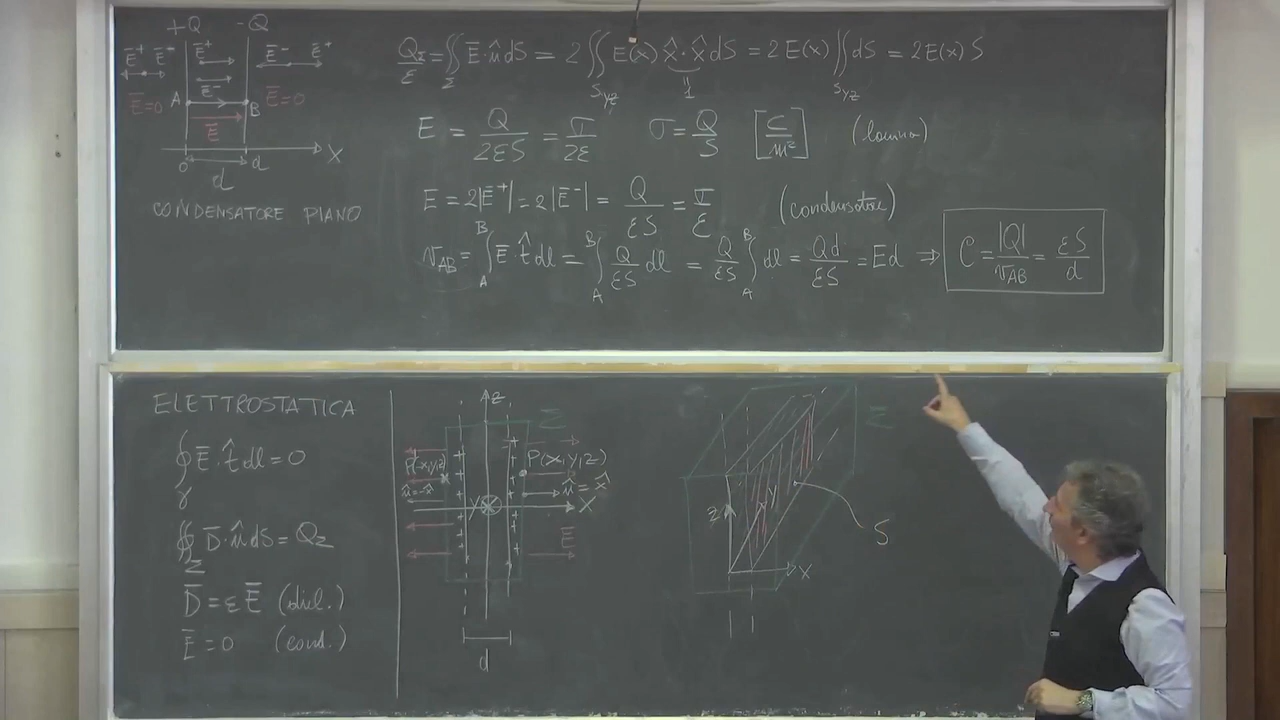 +Q -Q
Ē⁺ Ē⁺ Ē⁺ Ē⁻ Ē⁺
Ē⁻
Ē=0 A B Ē=0
Ē
0 d X
d
CONDENSATORE PIANO
Q_Σ/ε = ∯_Σ Ē·n̂ dS = 2 ∬_{S_yz} E(x) x̂·x̂ dS = 2E(x) ∬_{S_yz} dS = 2E(x) S
1
E = Q/2εS = σ/2ε σ = Q/S [C/m²] (lamina)
E = 2|Ē⁺| = 2|Ē⁻| = Q/εS = σ/ε (condensatore)
v_AB = ∫_A^B Ē·t̂ dl = ∫_A^B Q/εS dl = Q/εS ∫_A^B dl = Qd/εS = Ed ⇒ C = |Q|/v_AB = εS/d
ELETTROSTATICA
∮_γ Ē·t̂ dl = 0
∯_Σ D̄·n̂ dS = Q_Σ
D̄ = εĒ (diel.)
Ē = 0 (cond.)
z Σ
P(-x,y,z) P(x,y,z)
n̂=-x̂ n̂=x̂
y X
Ē
d
Σ
z y
S
X